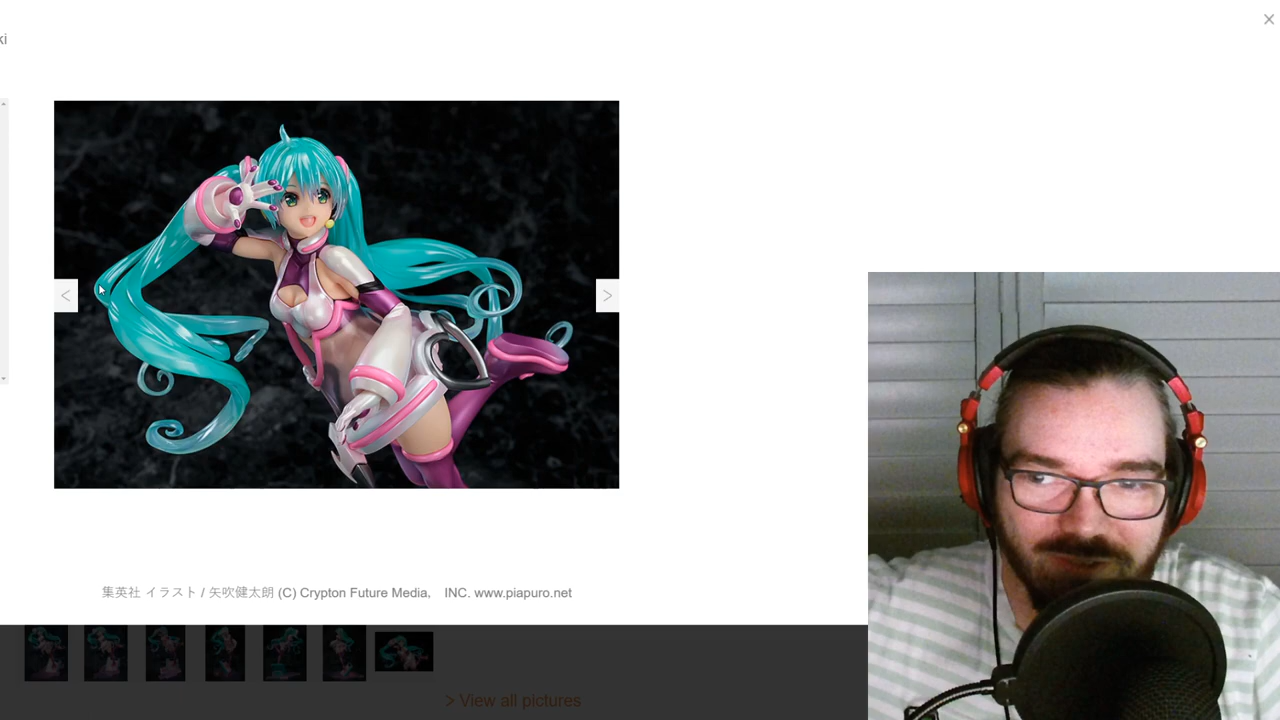 ki
集英社 イラスト / 矢吹健太朗 (C) Crypton Future Media, INC. www.piapuro.net
> View all pictures